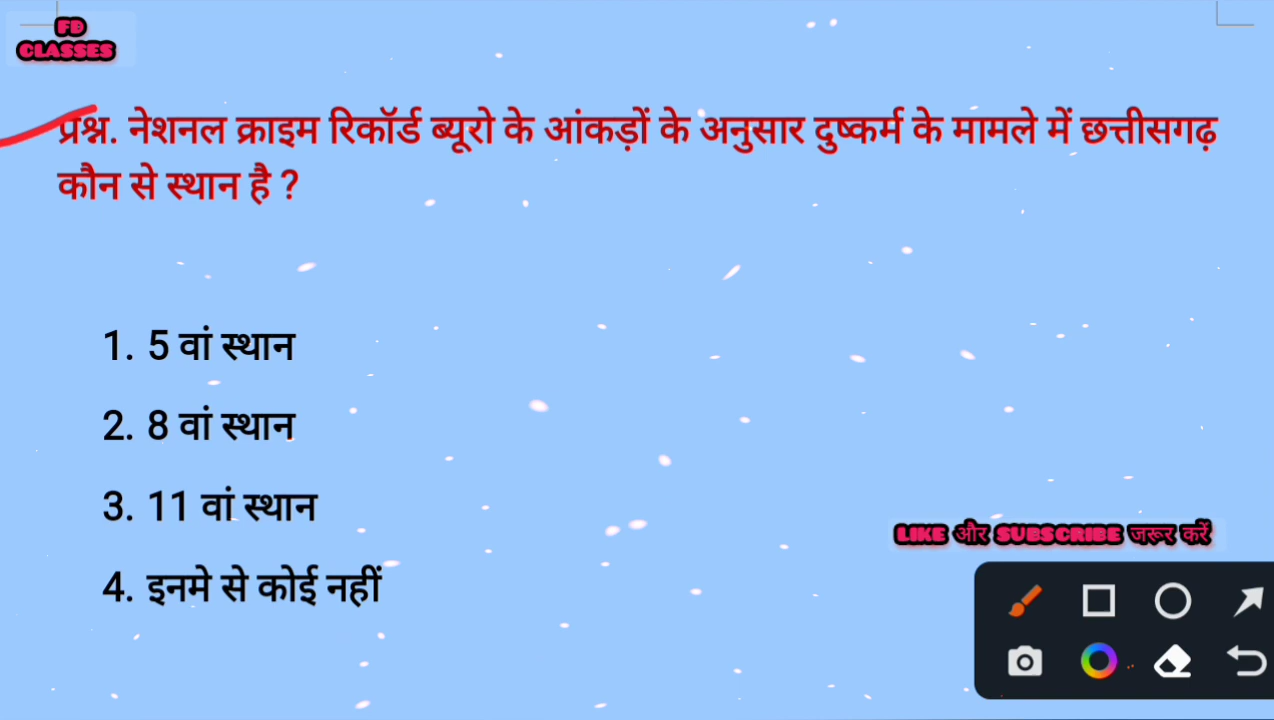 FD
CLASSES
प्रश्न. नेशनल क्राइम रिकॉर्ड ब्यूरो के आंकड़ों के अनुसार दुष्कर्म के मामले में छत्तीसगढ़
कौन से स्थान है ?
1. 5 वां स्थान
2. 8 वां स्थान
3. 11 वां स्थान
4. इनमे से कोई नहीं
LIKE और SUBSCRIBE जरूर करें